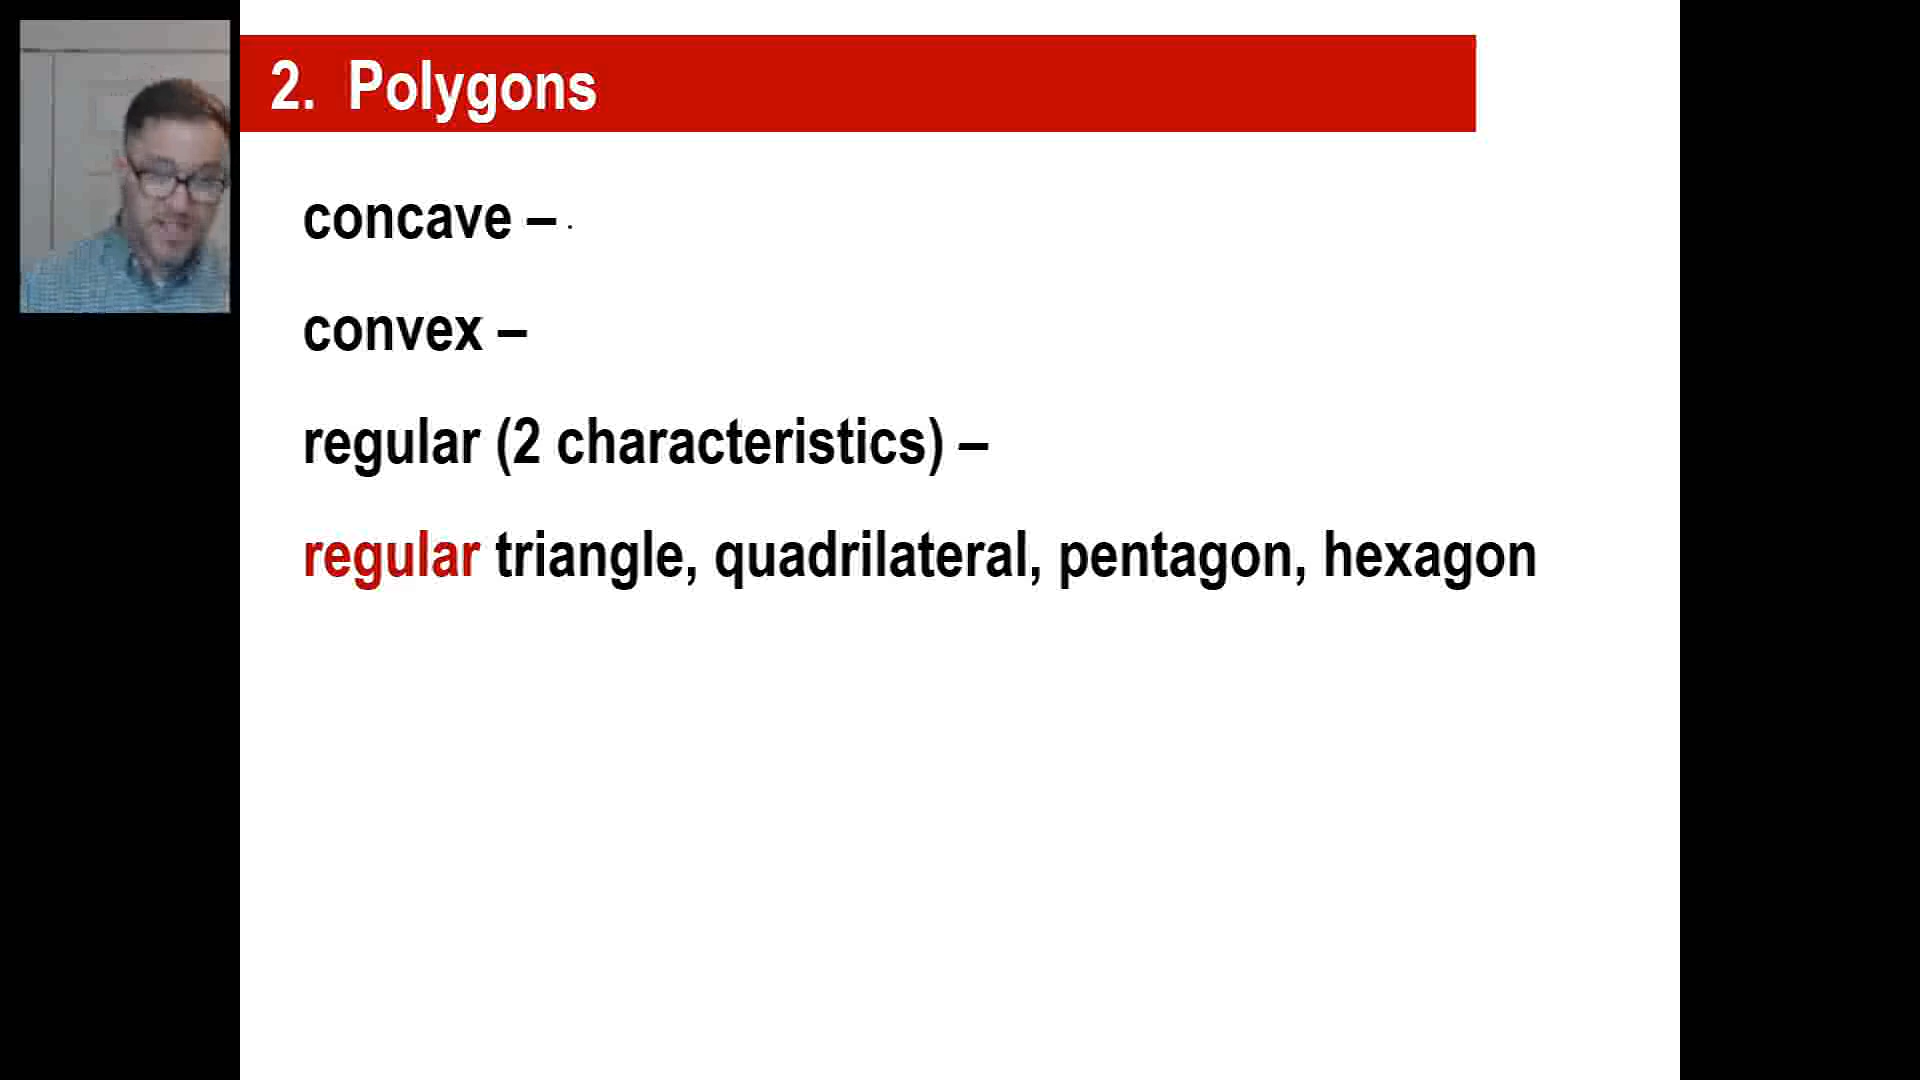 2. Polygons
concave –
convex –
regular (2 characteristics) –
regular triangle, quadrilateral, pentagon, hexagon